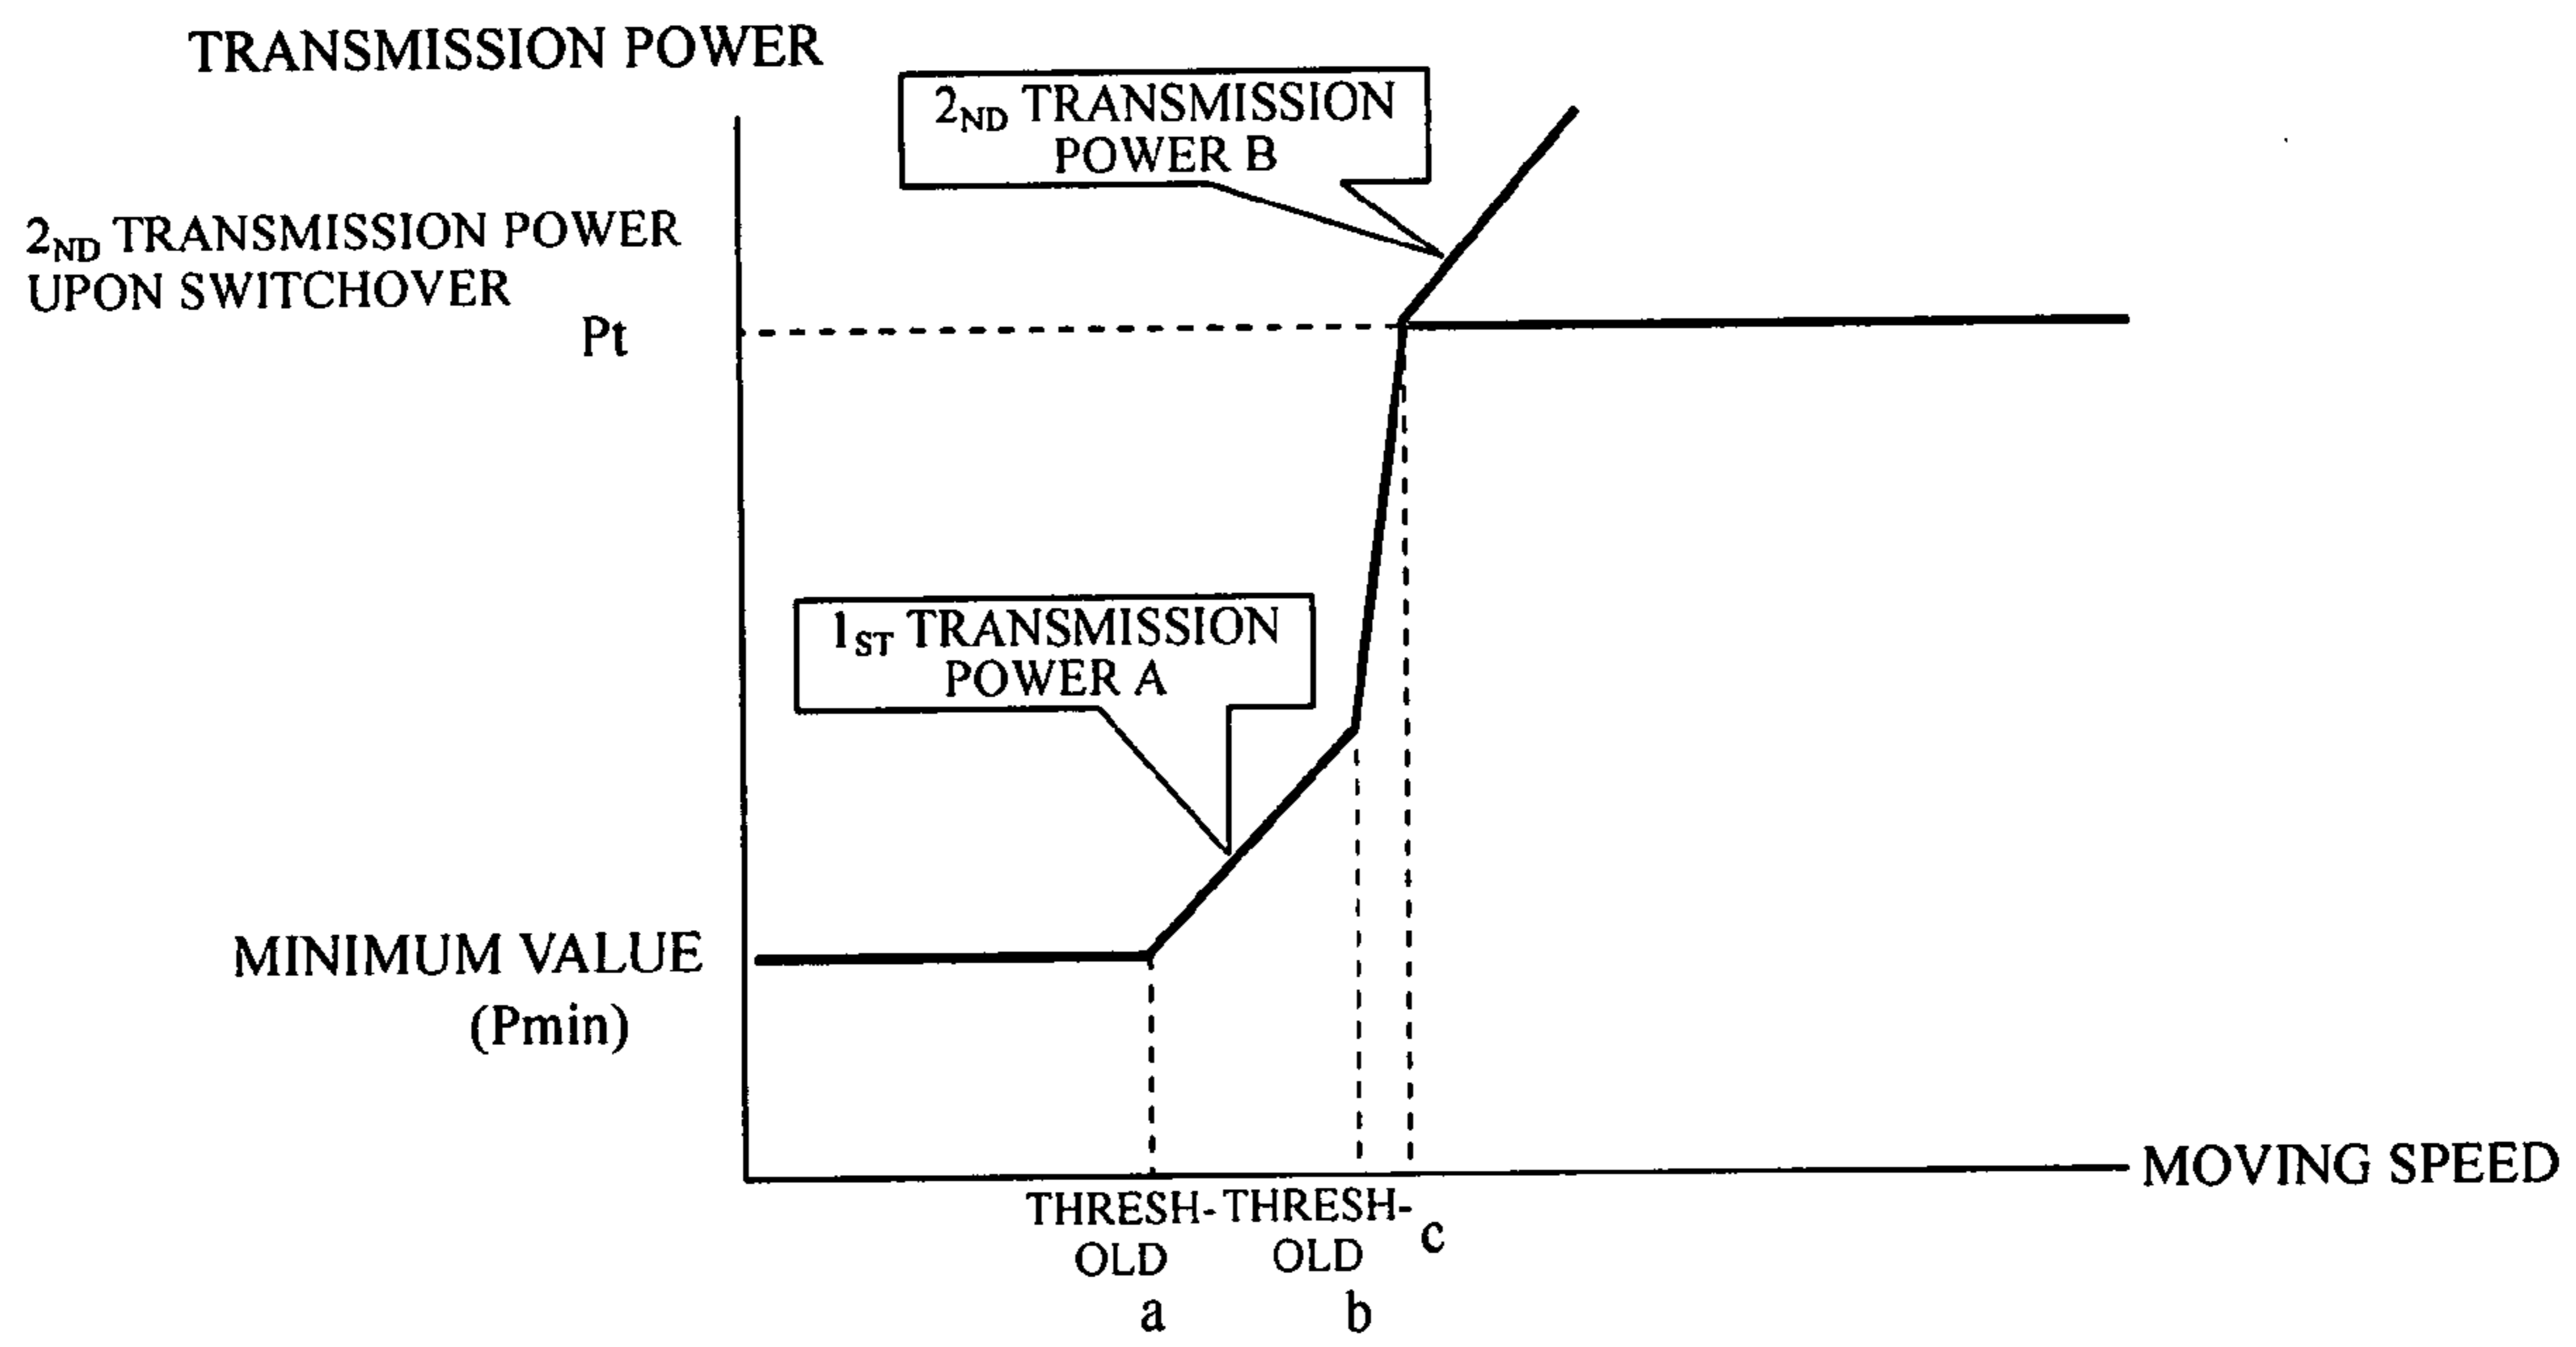 TRANSMISSION POWER
2ND TRANSMISSION
POWER B
2ND TRANSMISSION POWER
UPON SWITCHOVER
Pt
1ST TRANSMISSION
POWER A
MINIMUM VALUE
(Pmin)
MOVING SPEED
THRESH-
OLD
a
THRESH-
OLD
b
c